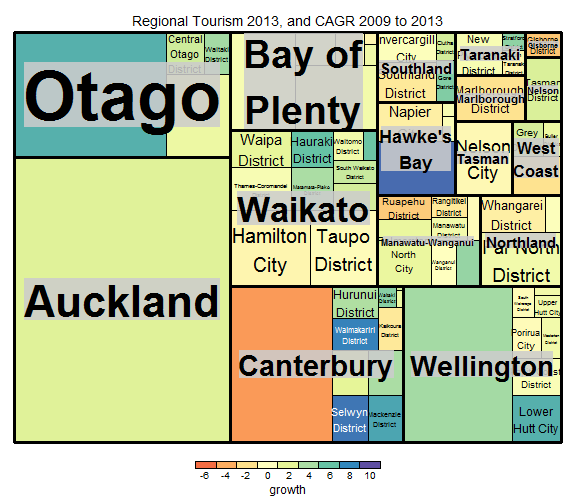 Regional Tourism 2013, and CAGR 2009 to 2013
Central
Otago
District
Waitaki
District
Otago
Auckland
Bay of
Plenty
Waipa
District
Hauraki
District
Waitomo
District
South Waikato
District
Thames-Coromandel
Matamata-Piako
Waikato
Hamilton
City
Taupo
District
Invercargill
City
Clutha
Southland
Southland
District
Gore
District
New
Taranaki
District
Stratford
Gisborne
Gisborne
District
Marlborough
Marlborough
District
Tasman
Nelson
District
Napier
City
Hawke's
Bay
Nelson
Tasman
City
Grey
Buller
West
Coast
District
Ruapehu
District
Rangitikei
District
Manawatu
District
Manawatu-Wanganui
North
City
Wanganui
District
Whangarei
District
Northland
Far North
District
Hurunui
District
Waitaki
Waimakariri
District
Kaikoura
District
Canterbury
Selwyn
District
Mackenzie
District
Wellington
South
Wairarapa
District
Upper
Hutt City
Porirua
City
Masterton
District
District
Lower
Hutt City
-6 -4 -2 0 2 4 6 8 10
growth